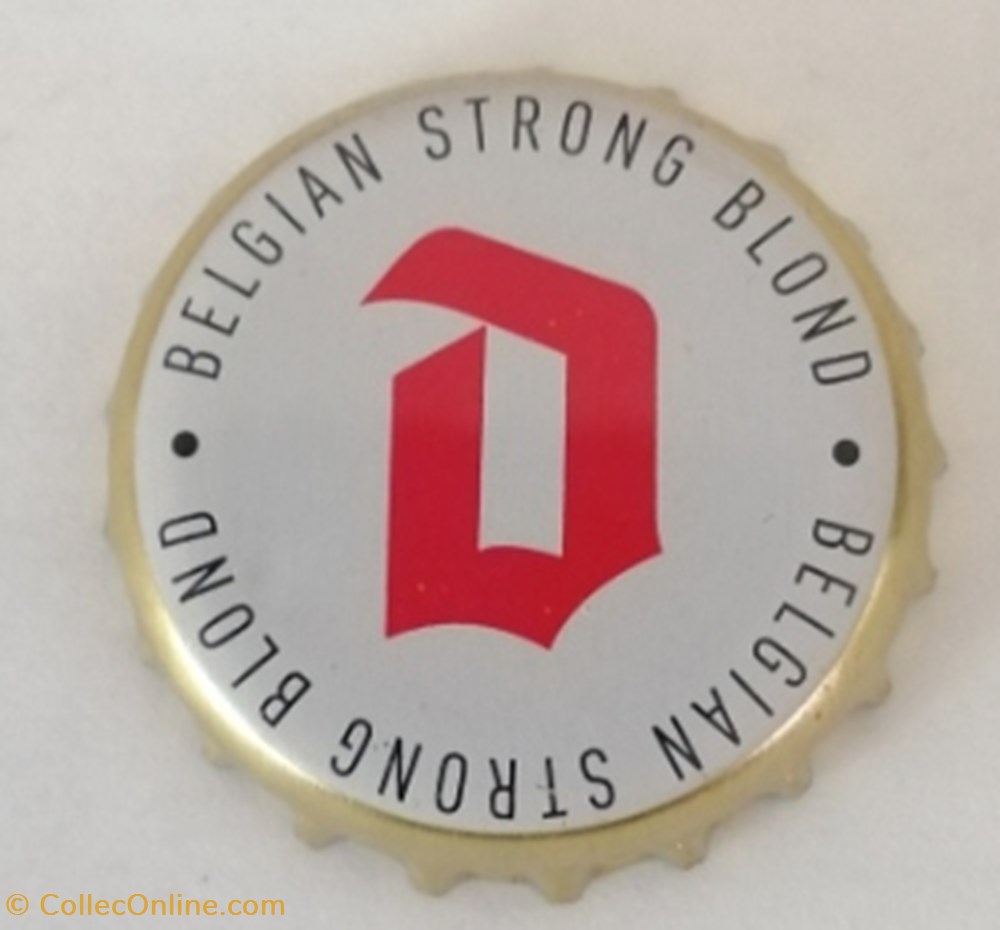 BELGIAN STRONG BLOND • BELGIAN STRONG BLOND •
D
© CollecOnline.com